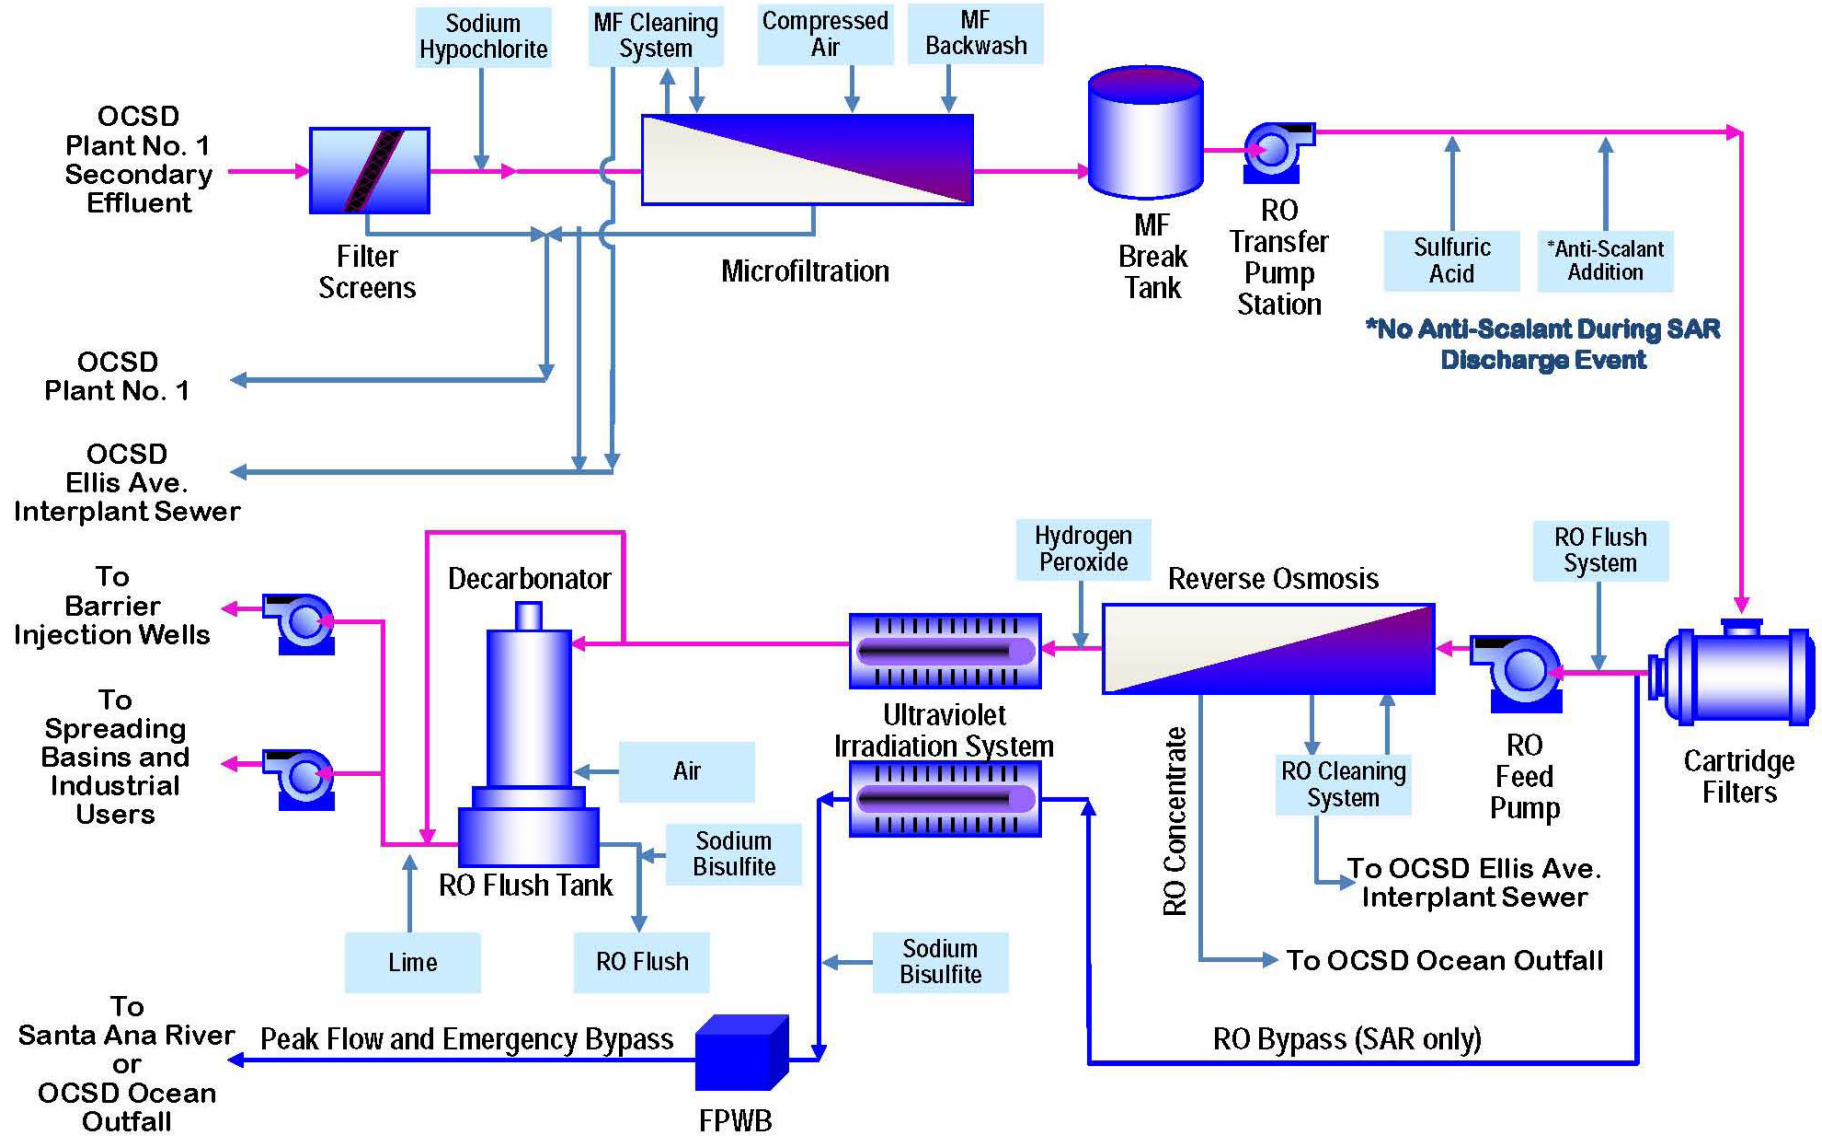 Sodium
Hypochlorite
MF Cleaning
System
Compressed
Air
MF
Backwash
OCSD
Plant No. 1
Secondary
Effluent
Filter
Screens
Microfiltration
MF
Break
Tank
RO
Transfer
Pump
Station
Sulfuric
Acid
*Anti-Scalant
Addition
*No Anti-Scalant During SAR
Discharge Event
OCSD
Plant No. 1
OCSD
Ellis Ave.
Interplant Sewer
To
Barrier
Injection Wells
To
Spreading
Basins and
Industrial
Users
Decarbonator
Air
Sodium
Bisulfite
RO Flush Tank
Lime
RO Flush
Hydrogen
Peroxide
Ultraviolet
Irradiation System
Reverse Osmosis
RO Flush
System
RO Concentrate
RO Cleaning
System
RO
Feed
Pump
Cartridge
Filters
To OCSD Ellis Ave.
Interplant Sewer
To OCSD Ocean Outfall
Sodium
Bisulfite
RO Bypass (SAR only)
To
Santa Ana River
or
OCSD Ocean
Outfall
Peak Flow and Emergency Bypass
FPWB